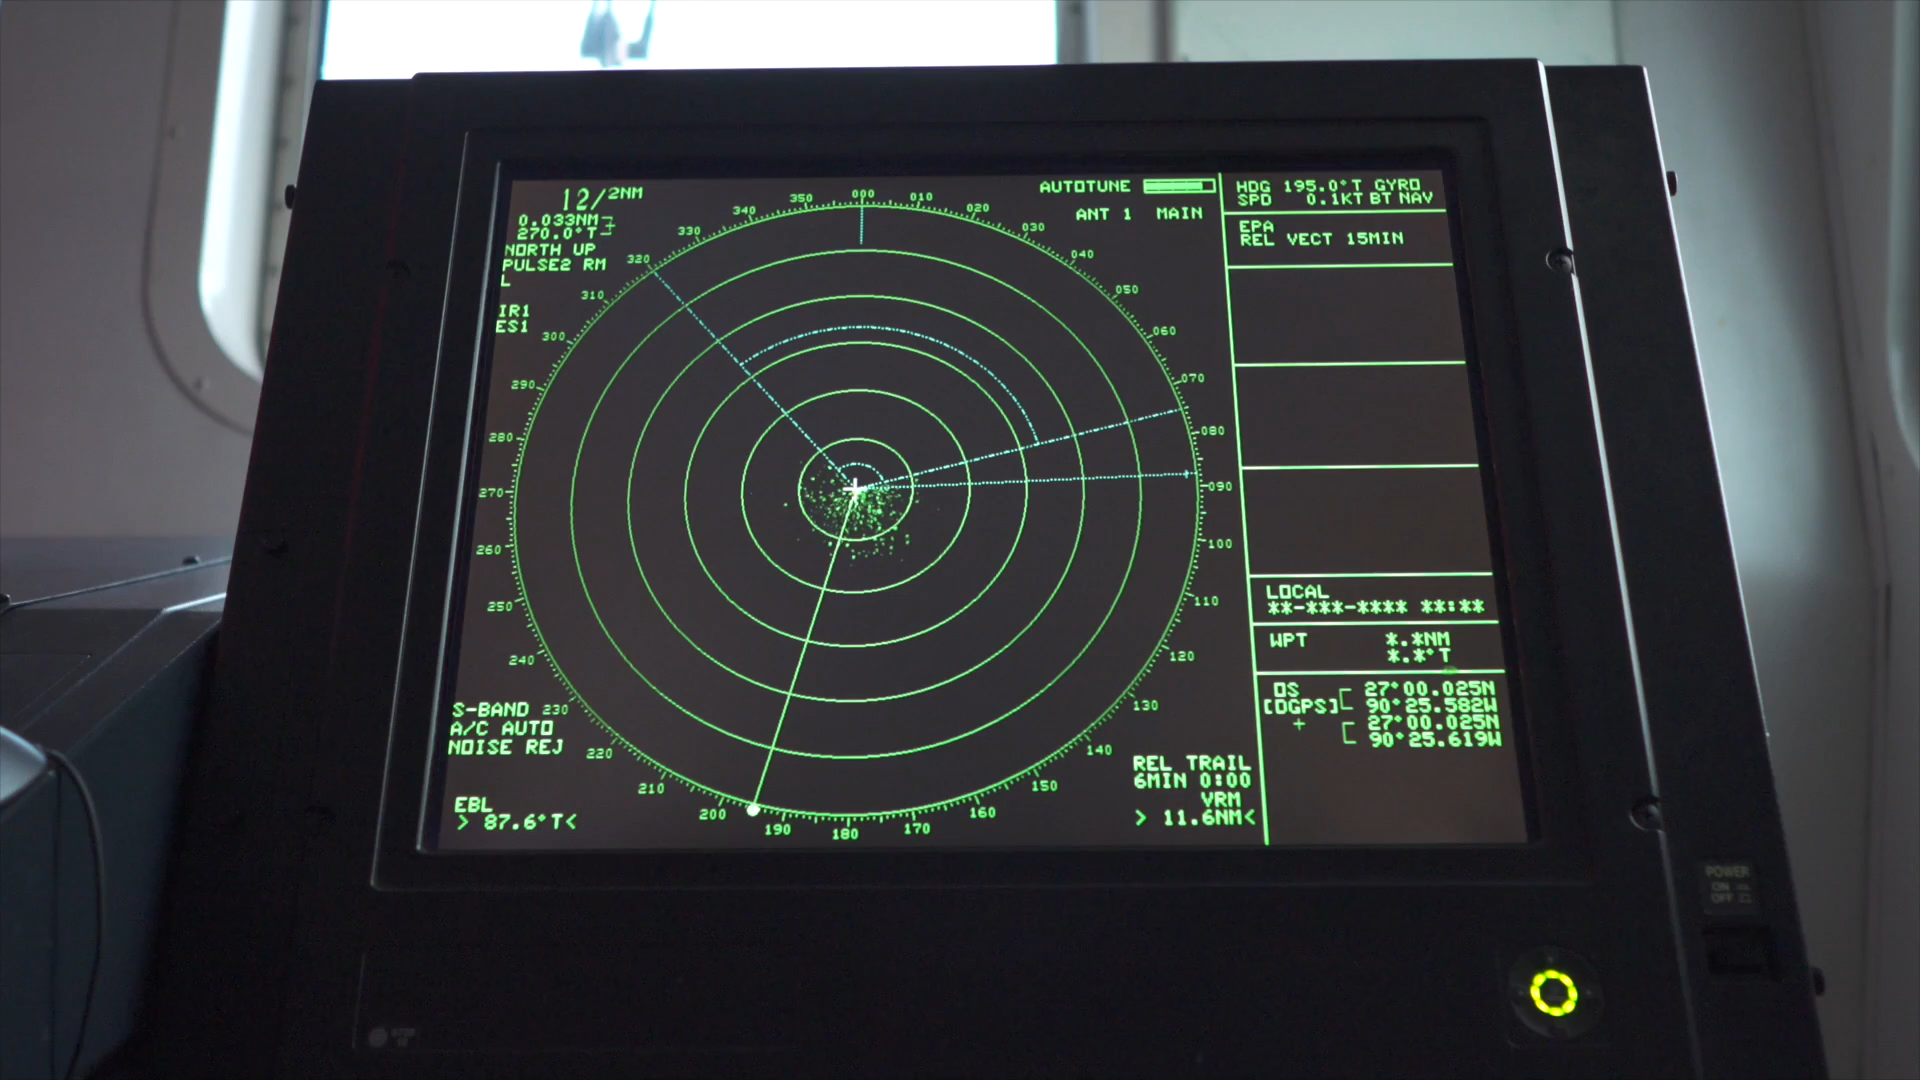 12/2NM
0.033NM
270.0°T
NORTH UP
PULSE2 RM
L
IR1
ES1
AUTOTUNE
ANT 1 MAIN
HDG 195.0°T GYRO
SPD 0.1KT BT NAV
EPA
REL VECT 15MIN
000
010
020
030
040
050
060
070
080
090
100
110
120
130
140
150
160
170
180
190
200
210
220
230
240
250
260
270
280
290
300
310
320
330
340
350
LOCAL
**-***-**** **:**
WPT *.*NM
*.*°T
OS 27°00.025N
[DGPS] 90°25.582W
+ 27°00.025N
90°25.619W
S-BAND
A/C AUTO
NOISE REJ
EBL
> 87.6°T<
REL TRAIL
6MIN 0:00
VRM
> 11.6NM<
POWER
ON
OFF